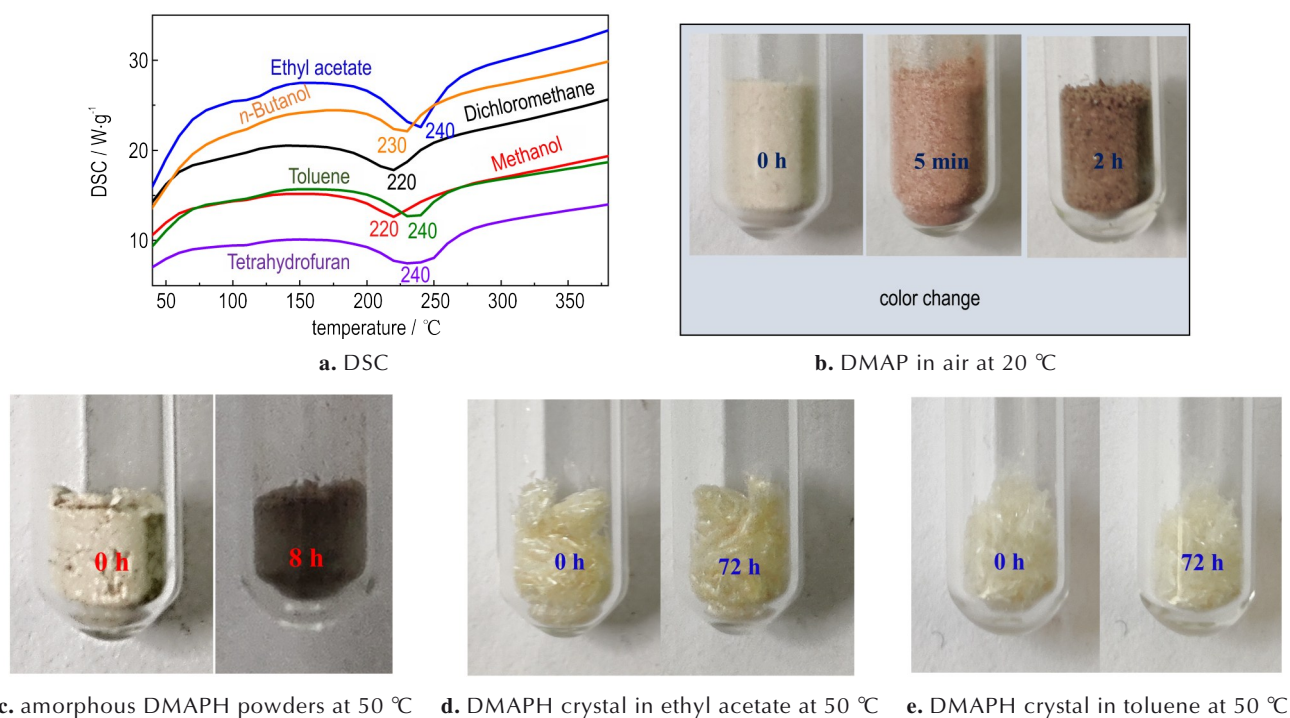 DSC / W·g⁻¹
30
20
10
Ethyl acetate
n-Butanol
Dichloromethane
240
230
220
Methanol
Toluene
220
240
Tetrahydrofuran
240
50 100 150 200 250 300 350
temperature / ℃
a. DSC
0 h
5 min
2 h
color change
b. DMAP in air at 20 ℃
0 h
8 h
c. amorphous DMAPH powders at 50 ℃
0 h
72 h
d. DMAPH crystal in ethyl acetate at 50 ℃
0 h
72 h
e. DMAPH crystal in toluene at 50 ℃